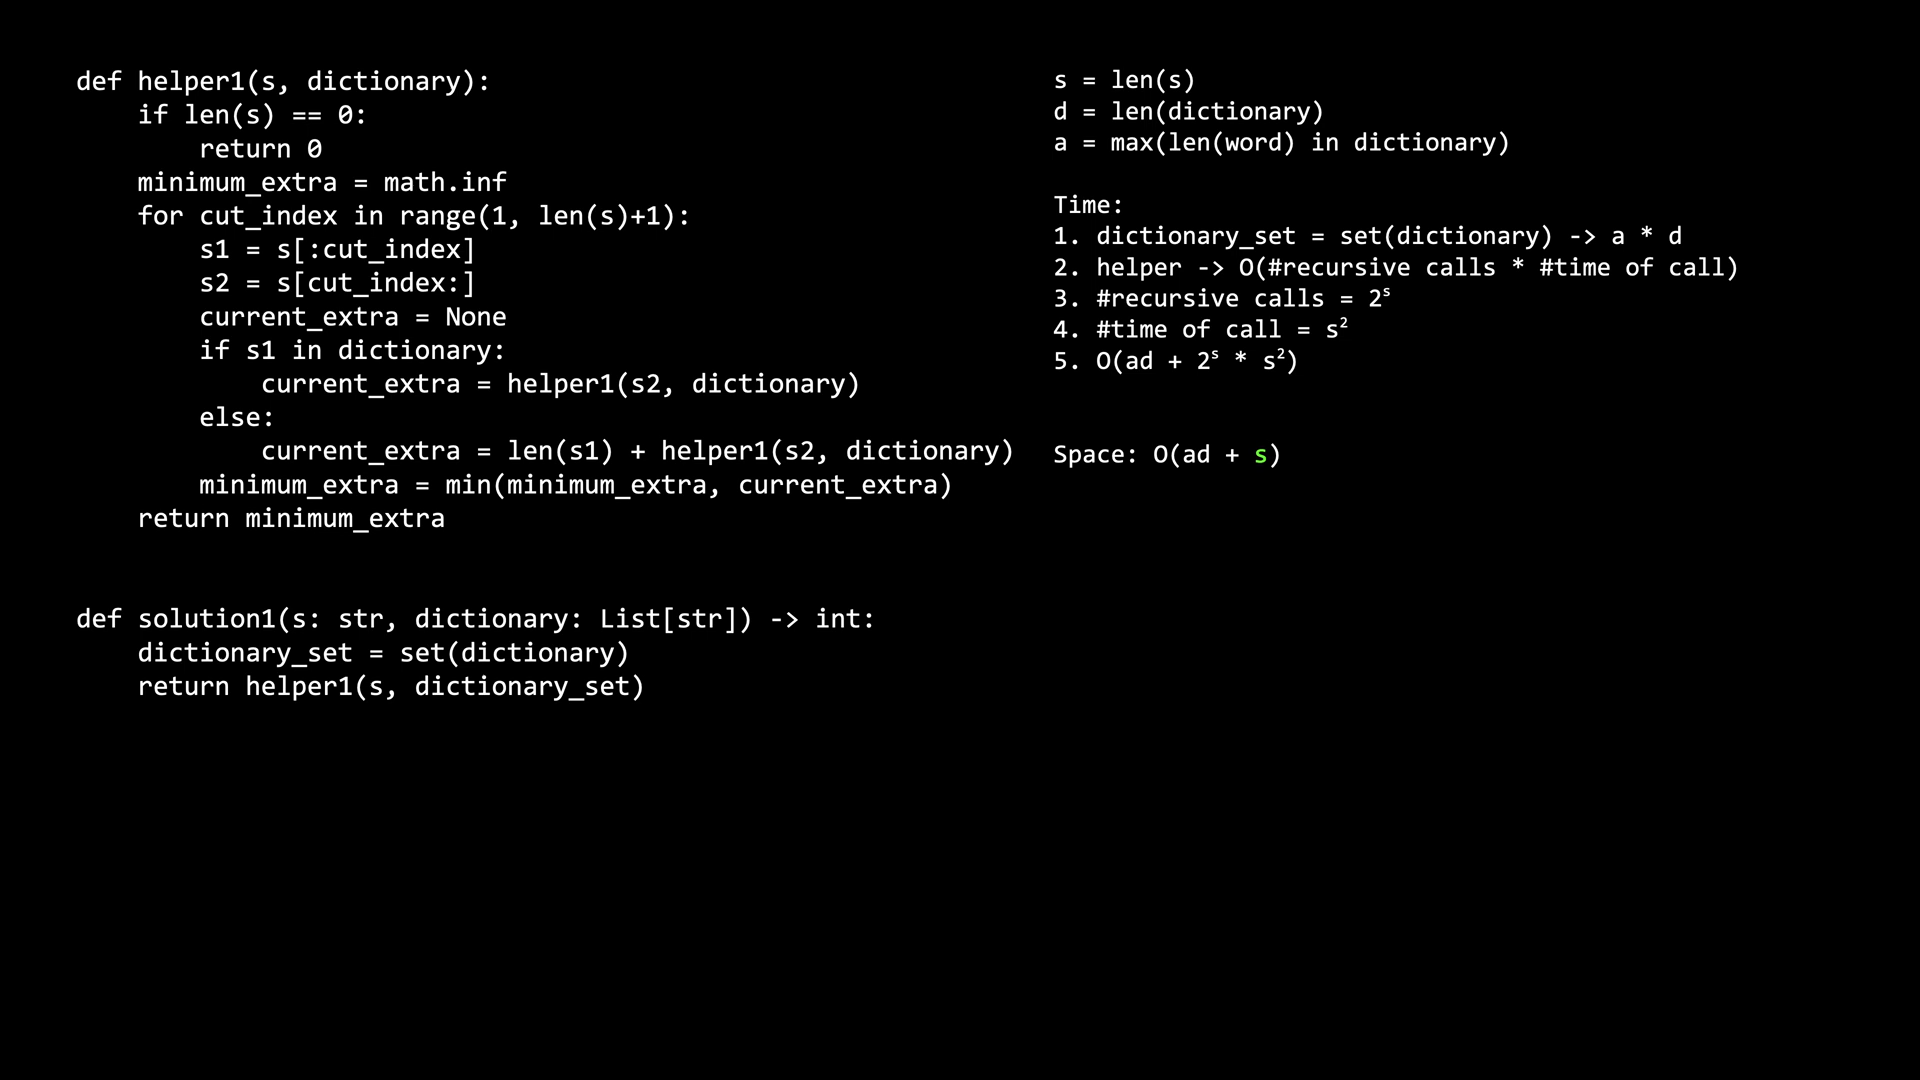 def helper1(s, dictionary):
    if len(s) == 0:
        return 0
    minimum_extra = math.inf
    for cut_index in range(1, len(s)+1):
        s1 = s[:cut_index]
        s2 = s[cut_index:]
        current_extra = None
        if s1 in dictionary:
            current_extra = helper1(s2, dictionary)
        else:
            current_extra = len(s1) + helper1(s2, dictionary)
        minimum_extra = min(minimum_extra, current_extra)
    return minimum_extra
def solution1(s: str, dictionary: List[str]) -> int:
    dictionary_set = set(dictionary)
    return helper1(s, dictionary_set)
s = len(s)
d = len(dictionary)
a = max(len(word) in dictionary)
Time:
1. dictionary_set = set(dictionary) -> a * d
2. helper -> O(#recursive calls * #time of call)
3. #recursive calls = 2ˢ
4. #time of call = s²
5. O(ad + 2ˢ * s²)
Space: O(ad + s)